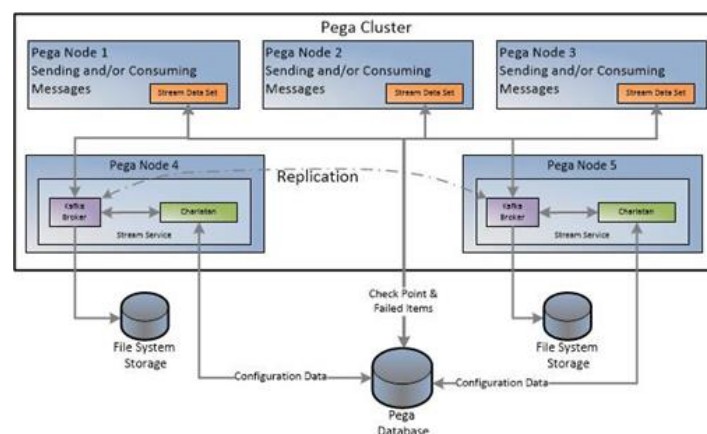 Pega Cluster
Pega Node 1
Sending and/or Consuming
Messages
Stream Data Set
Pega Node 2
Sending and/or Consuming
Messages
Stream Data Set
Pega Node 3
Sending and/or Consuming
Messages
Stream Data Set
Pega Node 4
Kafka
Broker
Charlatan
Stream Service
Replication
Pega Node 5
Kafka
Broker
Charlatan
Stream Service
Check Point &
Failed Items
File System
Storage
File System
Storage
Configuration Data
Configuration Data
Pega
Database